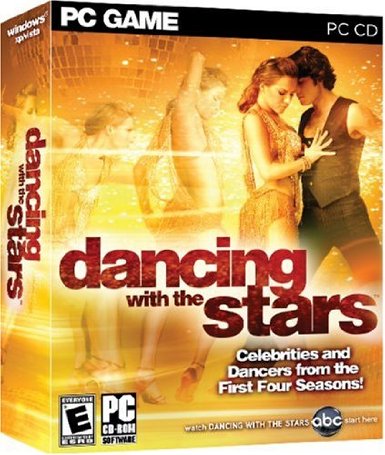 PC GAME
PC CD
windows
xp/vista
dancing
with the
stars
dancing
with the
stars
Celebrities and
Dancers from the
First Four Seasons!
EVERYONE
E
ESRB
PC
CD-ROM
SOFTWARE
watch DANCING WITH THE STARS abc start here